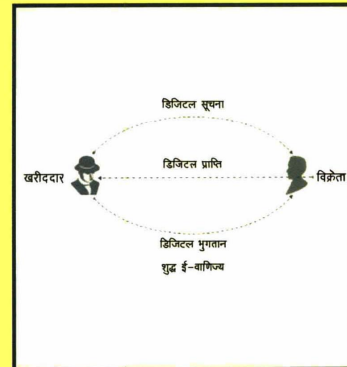 डिजिटल सूचना
खरीददार
डिजिटल प्राप्ति
विक्रेता
डिजिटल भुगतान
शुद्ध ई-वाणिज्य